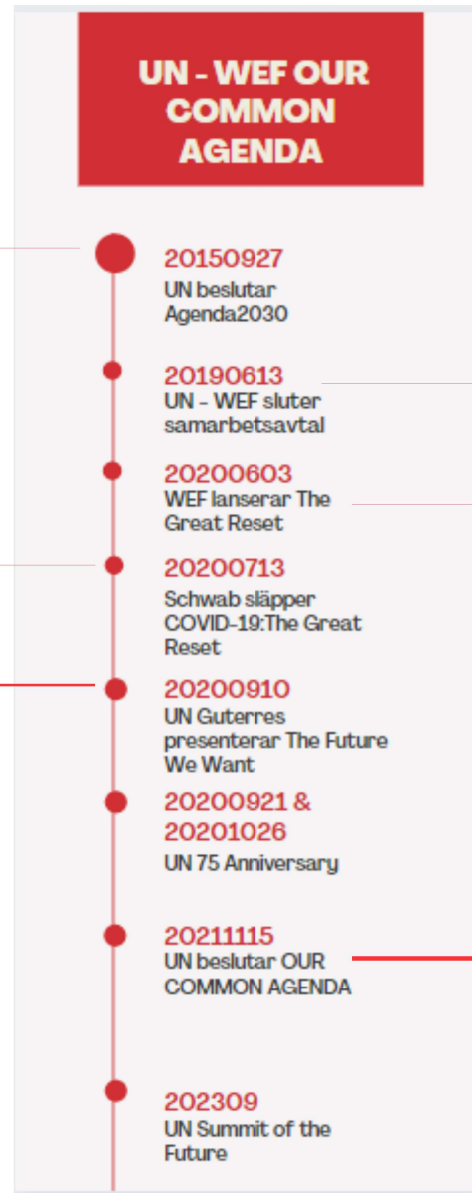 UN - WEF OUR
COMMON
AGENDA
20150927
UN beslutar
Agenda2030
20190613
UN - WEF sluter
samarbetsavtal
20200603
WEF lanserar The
Great Reset
20200713
Schwab släpper
COVID-19:The Great
Reset
20200910
UN Guterres
presenterar The Future
We Want
20200921 &
20201026
UN 75 Anniversary
20211115
UN beslutar OUR
COMMON AGENDA
202309
UN Summit of the
Future